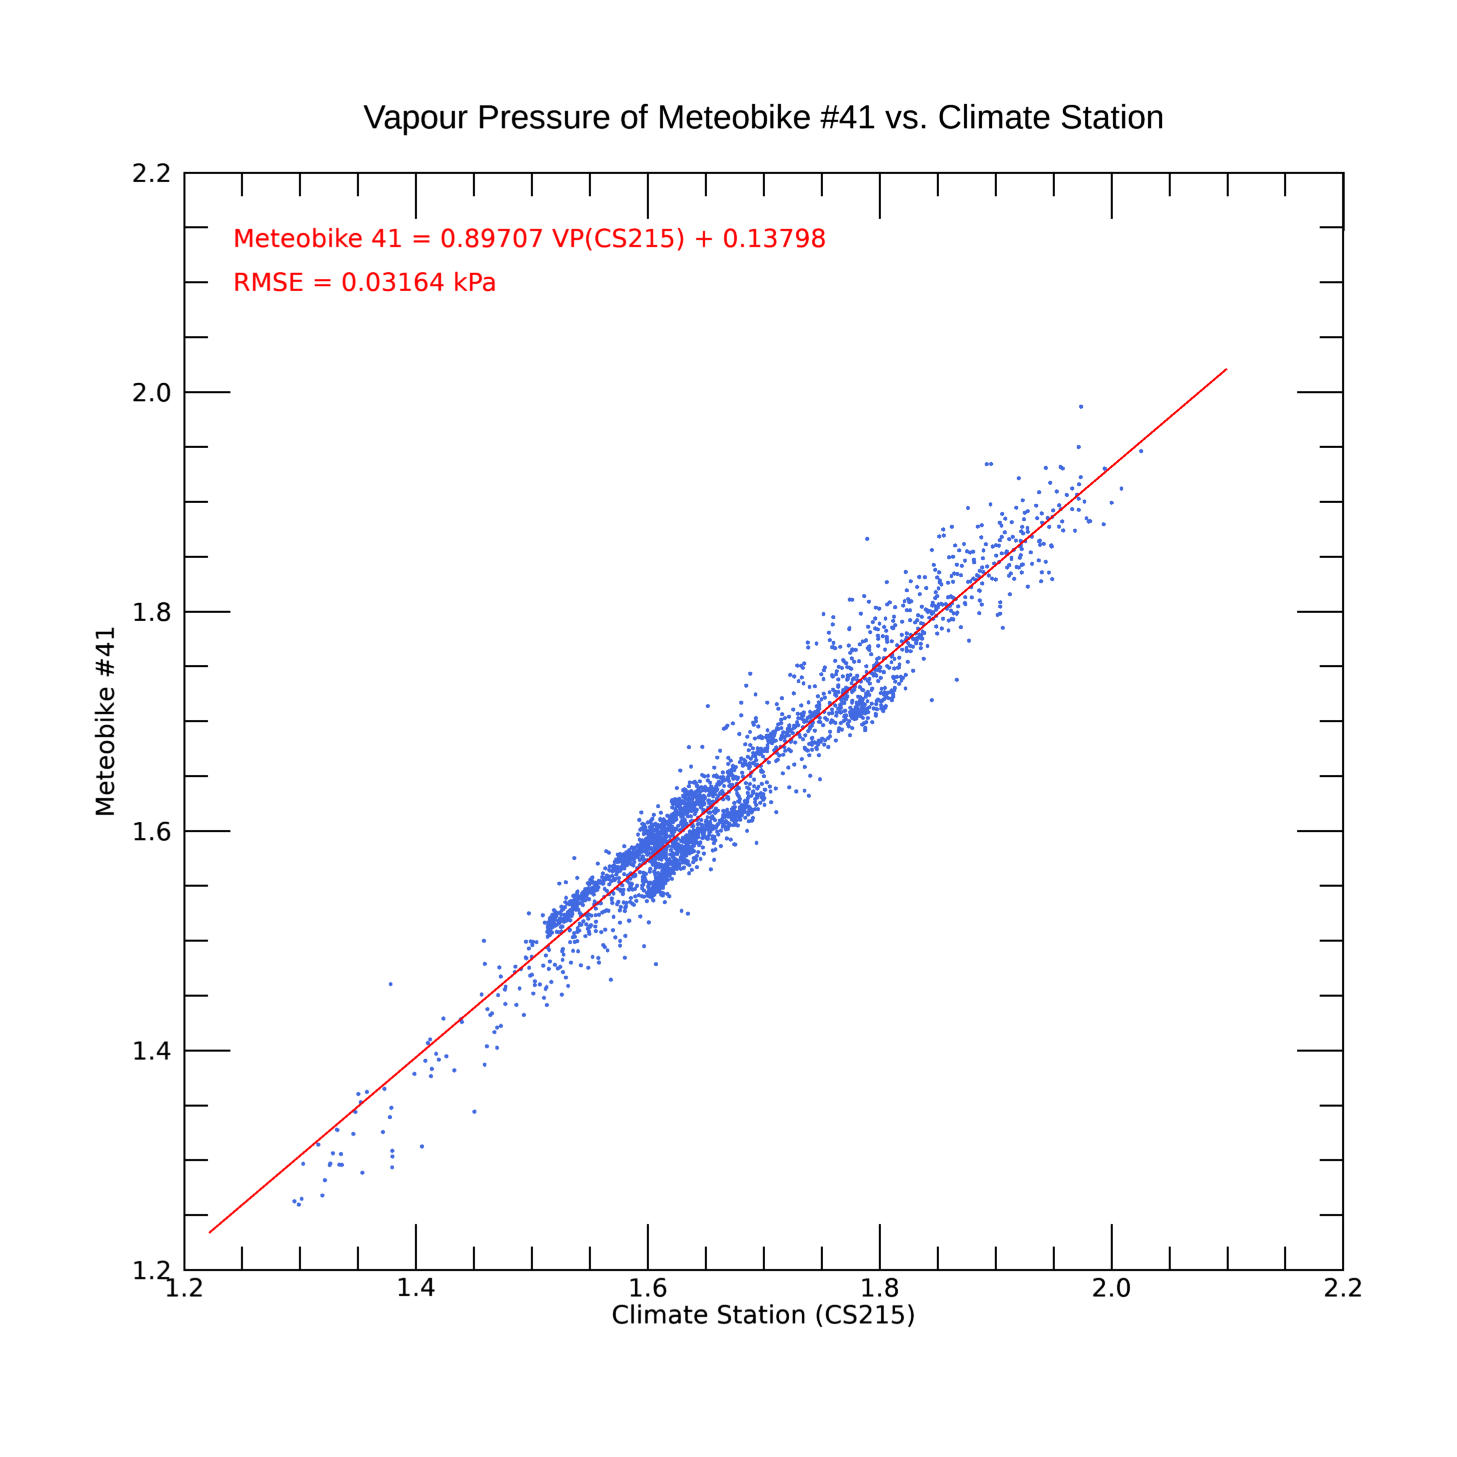 Vapour Pressure of Meteobike #41 vs. Climate Station
2.2
Meteobike 41 = 0.89707 VP(CS215) + 0.13798
RMSE = 0.03164 kPa
2.0
1.8
Meteobike #41
1.6
1.4
1.2
1.2 1.4 1.6 1.8 2.0 2.2
Climate Station (CS215)